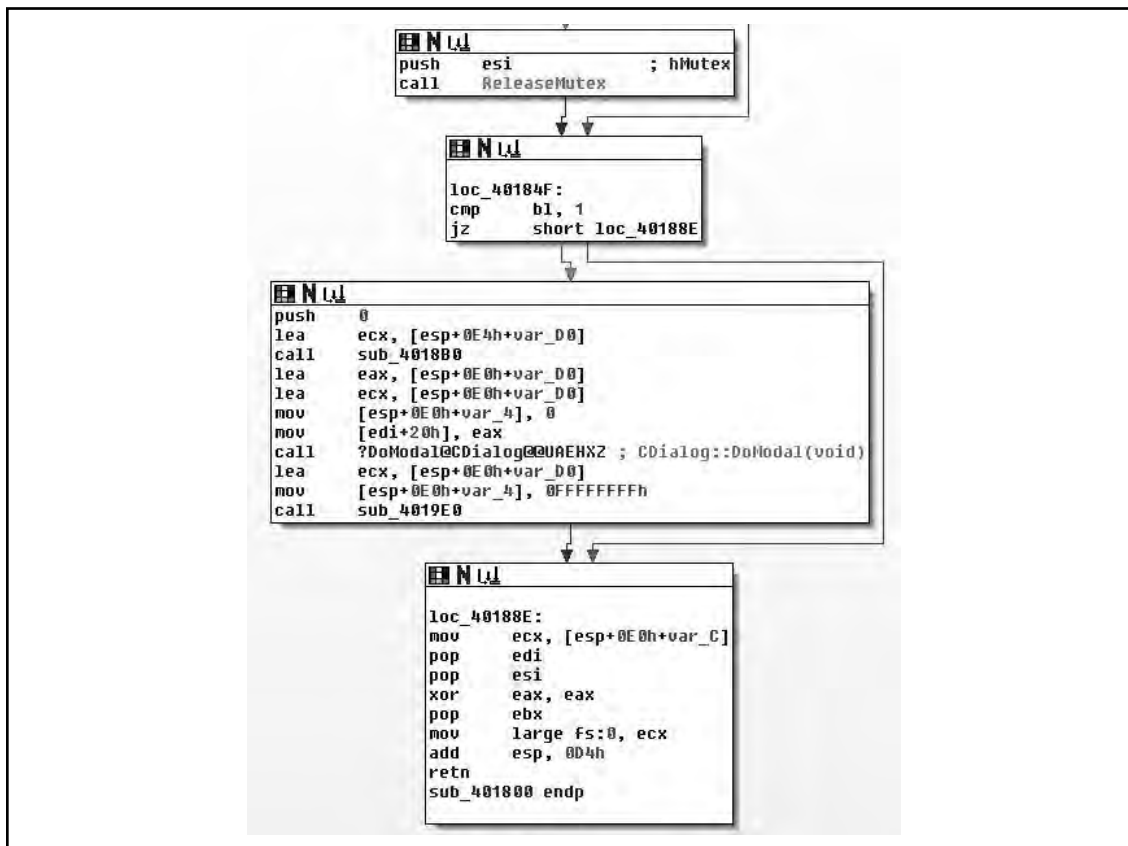 push esi ; hMutex
call ReleaseMutex
loc_40184F:
cmp bl, 1
jz short loc_40188E
push 0
lea ecx, [esp+0E4h+var_D0]
call sub_4018B0
lea eax, [esp+0E0h+var_D0]
lea ecx, [esp+0E0h+var_D0]
mov [esp+0E0h+var_4], 0
mov [edi+20h], eax
call ?DoModal@CDialog@@UAEHXZ ; CDialog::DoModal(void)
lea ecx, [esp+0E0h+var_D0]
mov [esp+0E0h+var_4], 0FFFFFFFFh
call sub_4019E0
loc_40188E:
mov ecx, [esp+0E0h+var_C]
pop edi
pop esi
xor eax, eax
pop ebx
mov large fs:0, ecx
add esp, 0D4h
retn
sub_401800 endp